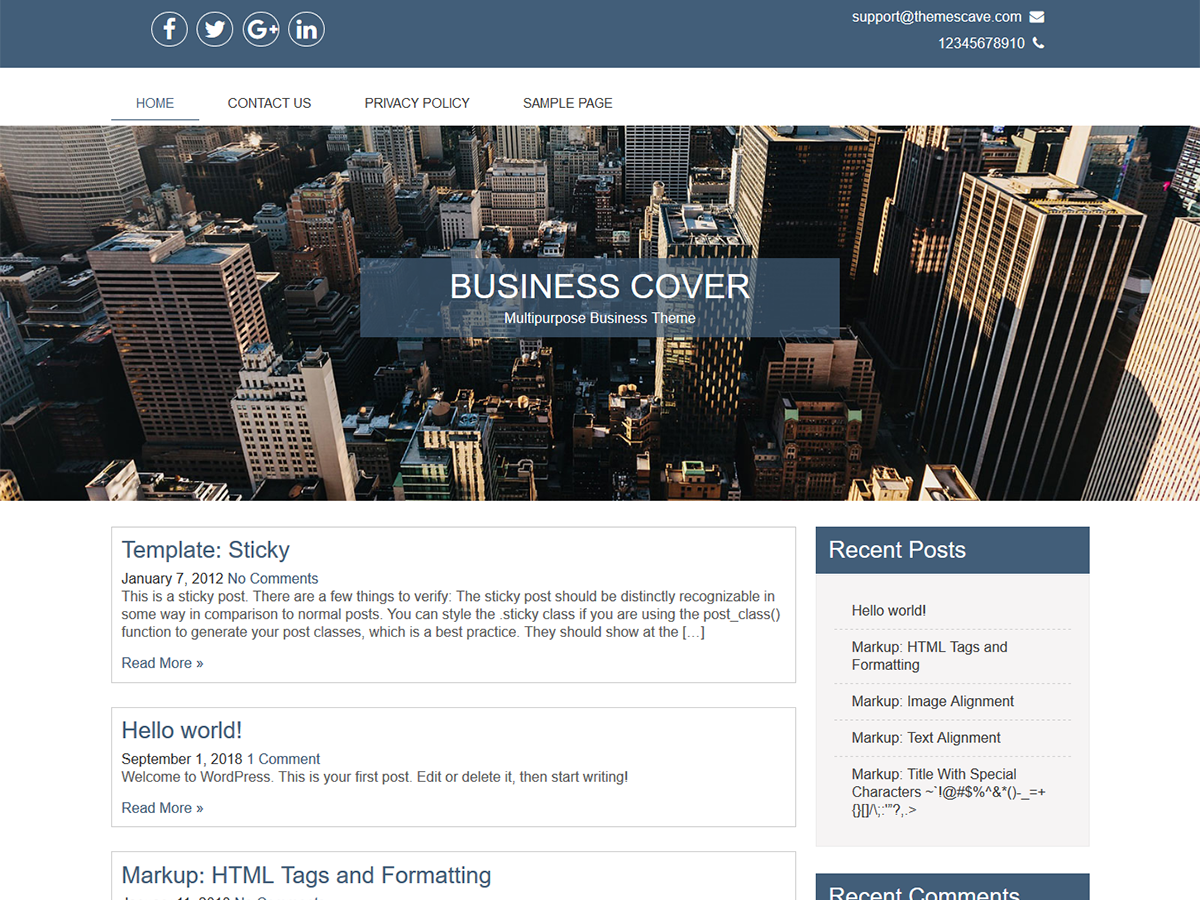 support@themescave.com
12345678910
HOME CONTACT US PRIVACY POLICY SAMPLE PAGE
BUSINESS COVER
Multipurpose Business Theme
Template: Sticky
January 7, 2012 No Comments
This is a sticky post. There are a few things to verify: The sticky post should be distinctly recognizable in
some way in comparison to normal posts. You can style the .sticky class if you are using the post_class()
function to generate your post classes, which is a best practice. They should show at the […]
Read More »
Hello world!
September 1, 2018 1 Comment
Welcome to WordPress. This is your first post. Edit or delete it, then start writing!
Read More »
Markup: HTML Tags and Formatting
Recent Posts
Hello world!
Markup: HTML Tags and
Formatting
Markup: Image Alignment
Markup: Text Alignment
Markup: Title With Special
Characters ~`!@#$%^&*()-_=+
{}[]/\;:'"?,.>
Recent Comments